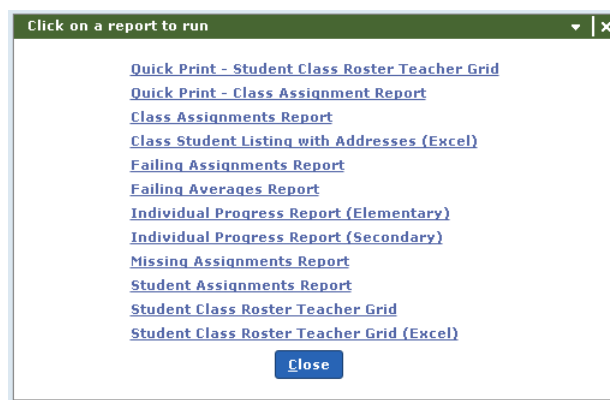 Click on a report to run
Quick Print - Student Class Roster Teacher Grid
Quick Print - Class Assignment Report
Class Assignments Report
Class Student Listing with Addresses (Excel)
Failing Assignments Report
Failing Averages Report
Individual Progress Report (Elementary)
Individual Progress Report (Secondary)
Missing Assignments Report
Student Assignments Report
Student Class Roster Teacher Grid
Student Class Roster Teacher Grid (Excel)
Close